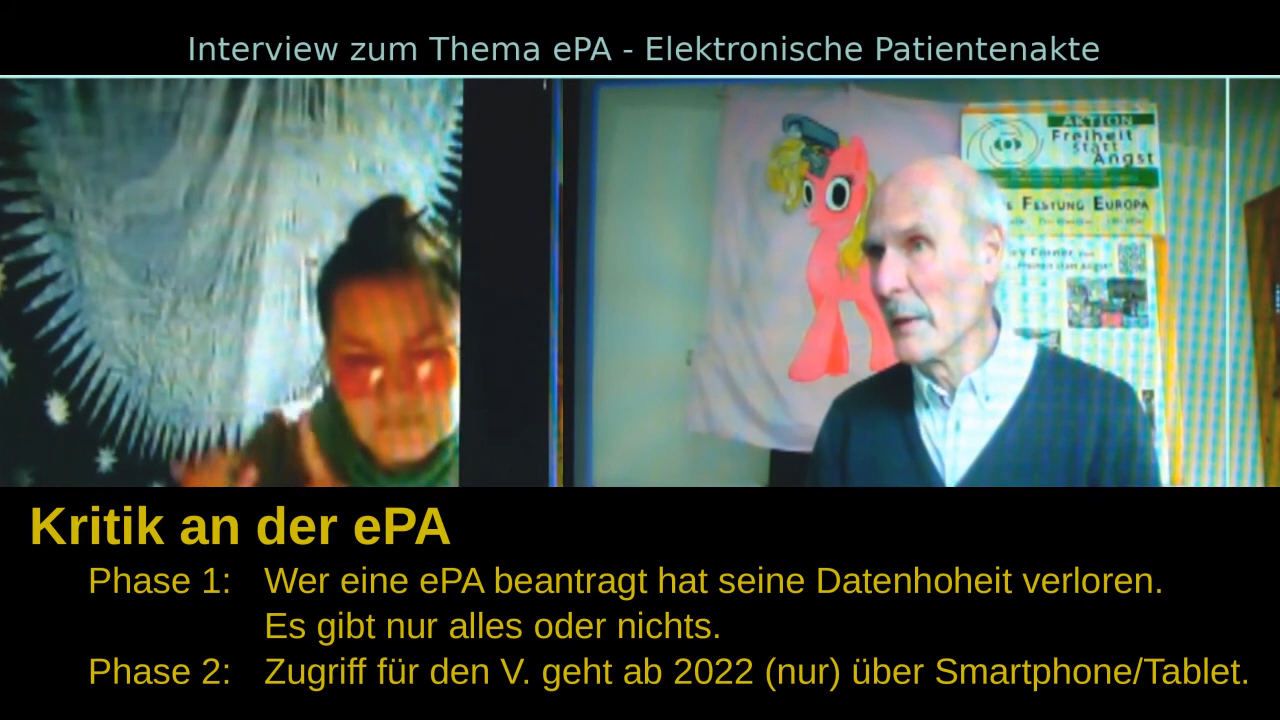 Interview zum Thema ePA - Elektronische Patientenakte
AKTION
Freiheit
statt
Angst
FESTUNG EUROPA
Kritik an der ePA
Phase 1: Wer eine ePA beantragt hat seine Datenhoheit verloren.
Es gibt nur alles oder nichts.
Phase 2: Zugriff für den V. geht ab 2022 (nur) über Smartphone/Tablet.